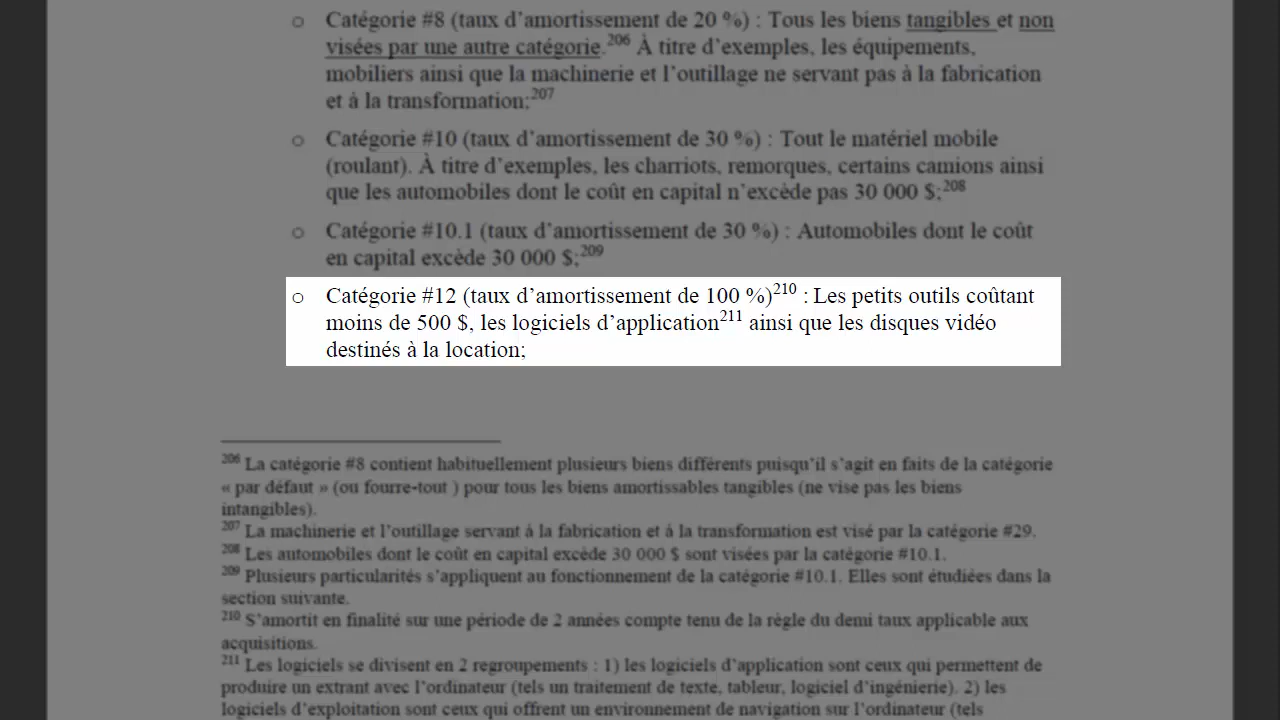 o Catégorie #8 (taux d’amortissement de 20 %) : Tous les biens tangibles et non
visées par une autre catégorie.206 À titre d’exemples, les équipements,
mobiliers ainsi que la machinerie et l’outillage ne servant pas à la fabrication
et à la transformation;207
o Catégorie #10 (taux d’amortissement de 30 %) : Tout le matériel mobile
(roulant). À titre d’exemples, les charriots, remorques, certains camions ainsi
que les automobiles dont le coût en capital n’excède pas 30 000 $;208
o Catégorie #10.1 (taux d’amortissement de 30 %) : Automobiles dont le coût
en capital excède 30 000 $;209
o Catégorie #12 (taux d’amortissement de 100 %)210 : Les petits outils coûtant
moins de 500 $, les logiciels d’application211 ainsi que les disques vidéo
destinés à la location;
206 La catégorie #8 contient habituellement plusieurs biens différents puisqu’il s’agit en faits de la catégorie
« par défaut » (ou fourre-tout ) pour tous les biens amortissables tangibles (ne vise pas les biens
intangibles).
207 La machinerie et l’outillage servant à la fabrication et à la transformation est visé par la catégorie #29.
208 Les automobiles dont le coût en capital excède 30 000 $ sont visées par la catégorie #10.1.
209 Plusieurs particularités s’appliquent au fonctionnement de la catégorie #10.1. Elles sont étudiées dans la
section suivante.
210 S’amortit en finalité sur une période de 2 années compte tenu de la règle du demi taux applicable aux
acquisitions.
211 Les logiciels se divisent en 2 regroupements : 1) les logiciels d’application sont ceux qui permettent de
produire un extrant avec l’ordinateur (tels un traitement de texte, tableur, logiciel d’ingénierie). 2) les
logiciels d’exploitation sont ceux qui offrent un environnement de navigation sur l’ordinateur (tels